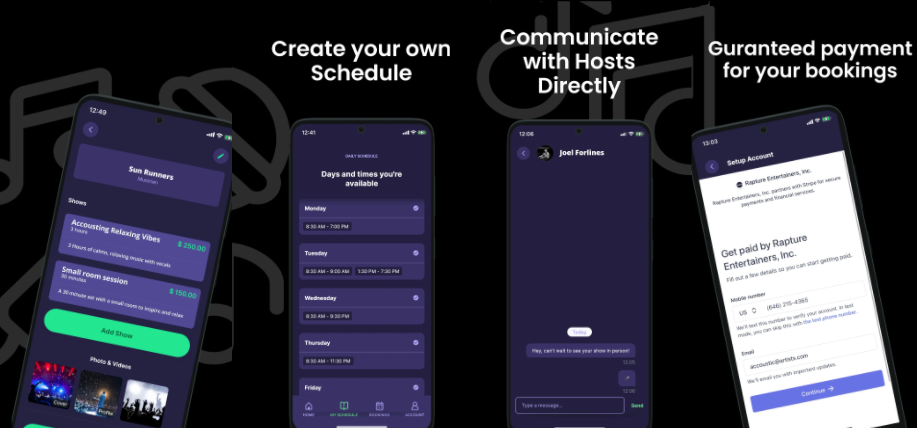 12:49
Sun Runners
Musician
Shows
Accousting Relaxing Vibes
3 hours
$ 250.00
3 Hours of calmn, relaxing music with vocals
Small room session
30 minutes
$ 150.00
A 30 minute set with a small room to inspire and relax
Add Show
Photo & Videos
Cover
Profile
Create your own
Schedule
12:41
DAILY SCHEDULE
Days and times you're
available
Monday
8:30 AM - 7:00 PM
Tuesday
8:30 AM - 9:00 AM
1:30 PM - 7:30 PM
Wednesday
8:30 AM - 9:30 PM
Thursday
8:30 AM - 11:30 PM
Friday
HOME
MY SCHEDULE
BOOKINGS
ACCOUNT
Communicate
with Hosts
Directly
12:08
Joel Forlines
Today
Hey, can't wait to see your show in person!
12:05
12:08
Type a message...
Send
Guranteed payment
for your bookings
13:03
Setup Account
Rapture Entertainers, Inc.
Rapture Entertainers, Inc. partners with Stripe for secure
payments and financial services.
Get paid by Rapture
Entertainers, Inc.
Fill out a few details so you can start getting paid.
Mobile number
US
(646) 215-4365
We'll text this number to verify your account. In test
mode, you can skip this with the test phone number.
Email
accoustic@artists.com
We'll email you with important updates.
Continue →